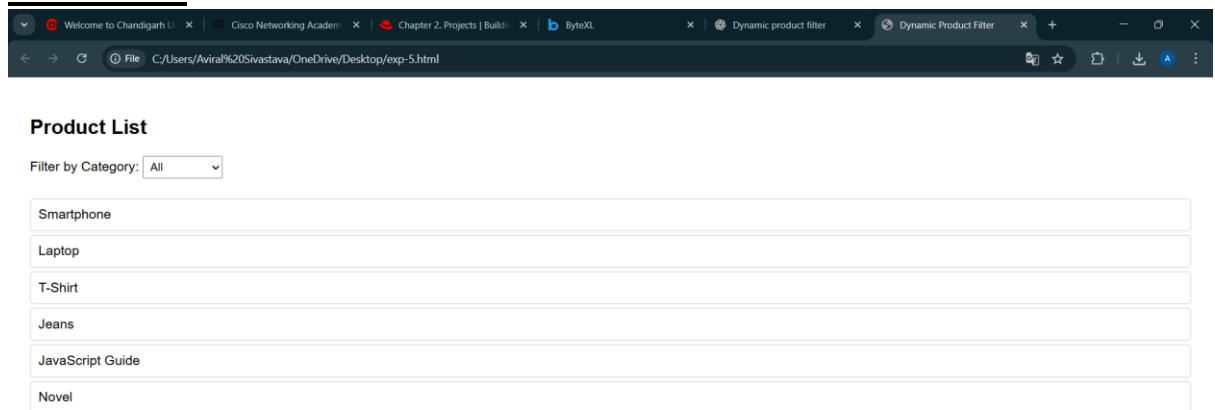 Welcome to Chandigarh U
Cisco Networking Academ
Chapter 2. Projects | Buildi
ByteXL
Dynamic product filter
Dynamic Product Filter
File C:/Users/Aviral%20Sivastava/OneDrive/Desktop/exp-5.html
A
Product List
Filter by Category: All
Smartphone
Laptop
T-Shirt
Jeans
JavaScript Guide
Novel